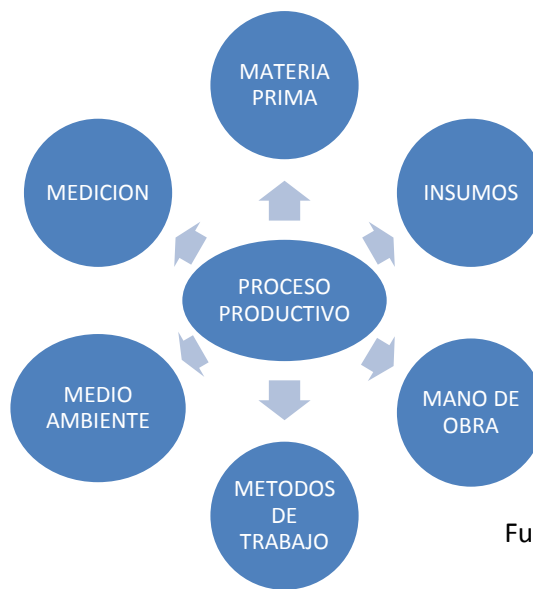 MATERIA
PRIMA
MEDICION
INSUMOS
PROCESO
PRODUCTIVO
MEDIO
AMBIENTE
MANO DE
OBRA
METODOS
DE
TRABAJO
Fu